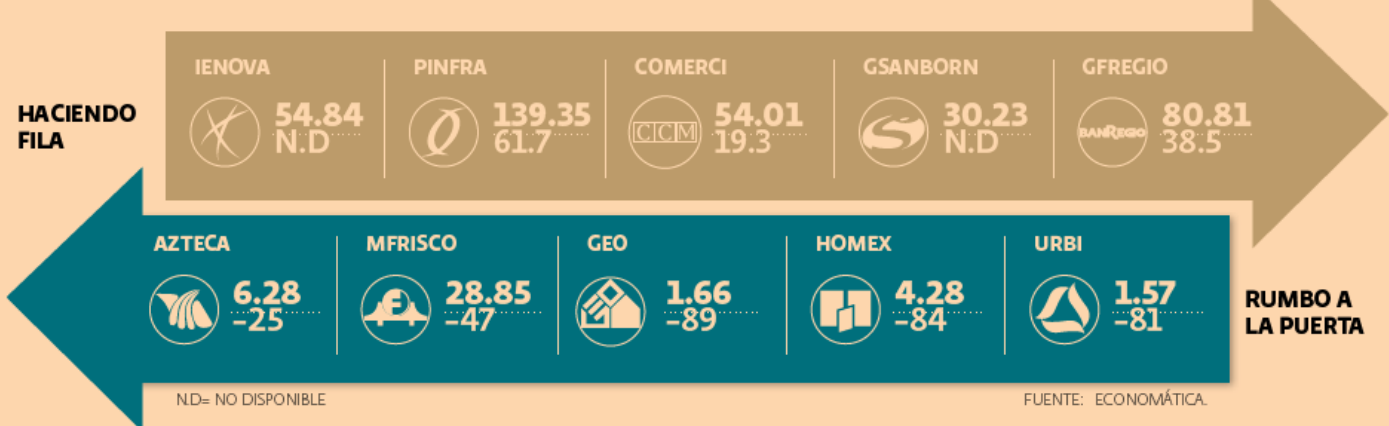 HACIENDO
FILA
IENOVA
54.84
N.D
PINFRA
139.35
61.7
COMERCI
CCM
54.01
19.3
GSANBORN
30.23
N.D
GFREGIO
BANREGIO
80.81
38.5
AZTECA
6.28
–25
MFRISCO
28.85
–47
GEO
1.66
–89
HOMEX
4.28
–84
URBI
1.57
–81
RUMBO A
LA PUERTA
N.D= NO DISPONIBLE
FUENTE: ECONOMÁTICA.